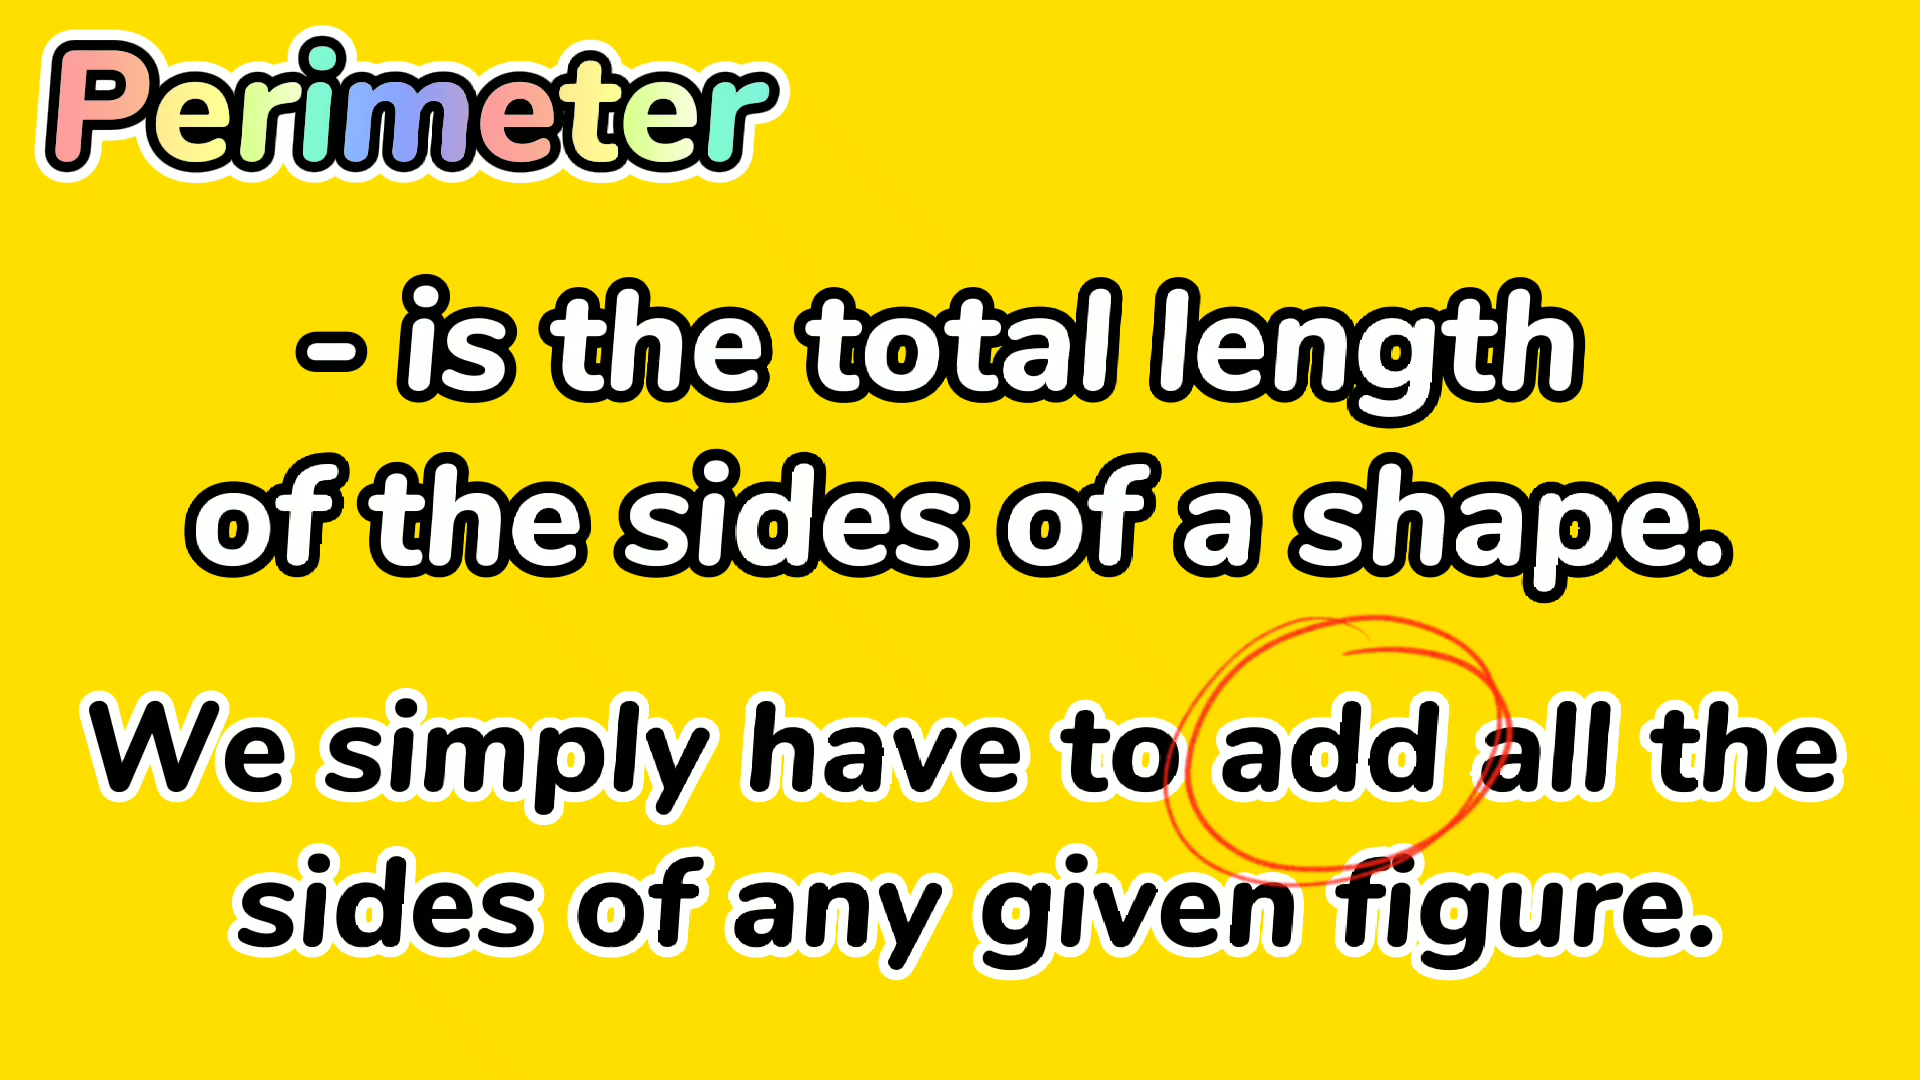 Perimeter
- is the total length
of the sides of a shape.
We simply have to add all the
sides of any given figure.